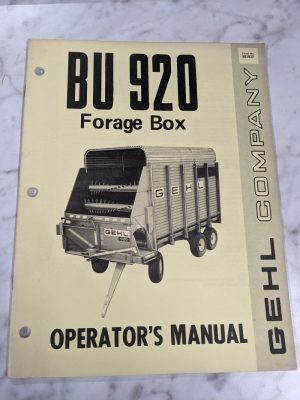 BU 920
Forage Box
GEHL
GEHL
OPERATOR'S MANUAL
GEHL COMPANY